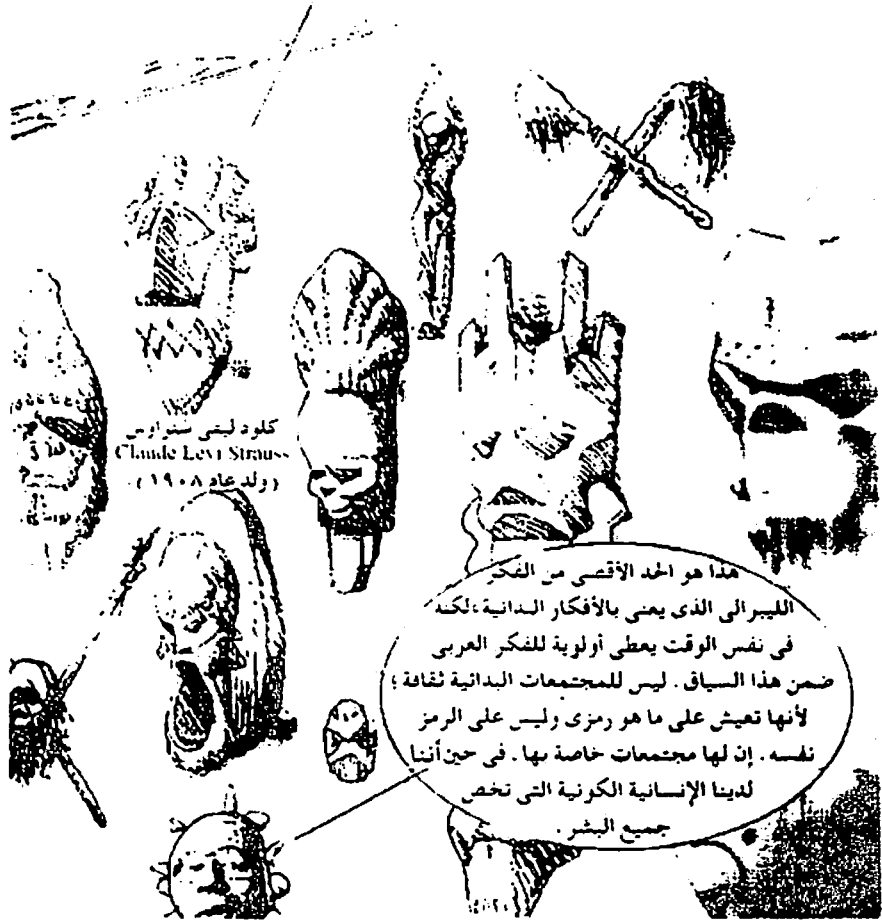 كلود ليفى ستراوس
Claude Levi Strauss
(ولد عام ١٩٠٨).
هذا هو الحد الأقصى من الفكر
الليبرالى الذى يعنى بالأفكار البدائية، لكنه
فى نفس الوقت يعطى أولوية للفكر العربى
ضمن هذا السياق. ليس للمجتمعات البدائية ثقافة؛
لأنها تعيش على ما هو رمزى وليس على الرمز
نفسه. إن لها مجتمعات خاصة بها. فى حين أننا
لدينا الإنسانية الكونية التى تخص
جميع البشر.